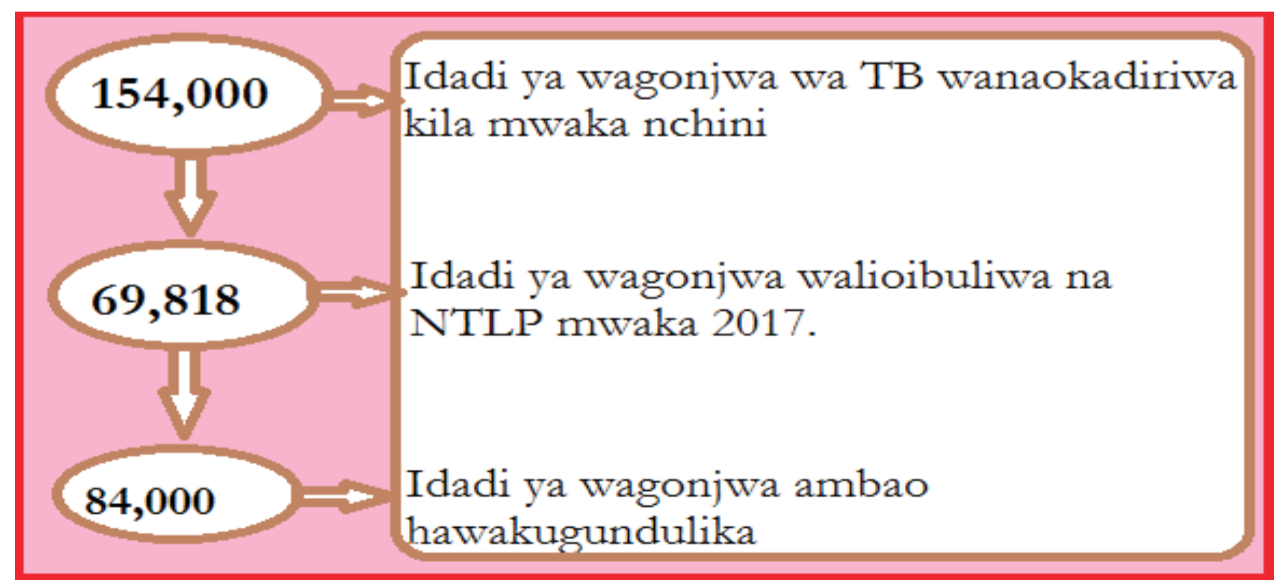 154,000
Idadi ya wagonjwa wa TB wanaokadiriwa
kila mwaka nchini
69,818
Idadi ya wagonjwa walioibuliwa na
NTLP mwaka 2017.
84,000
Idadi ya wagonjwa ambao
hawakugundulika